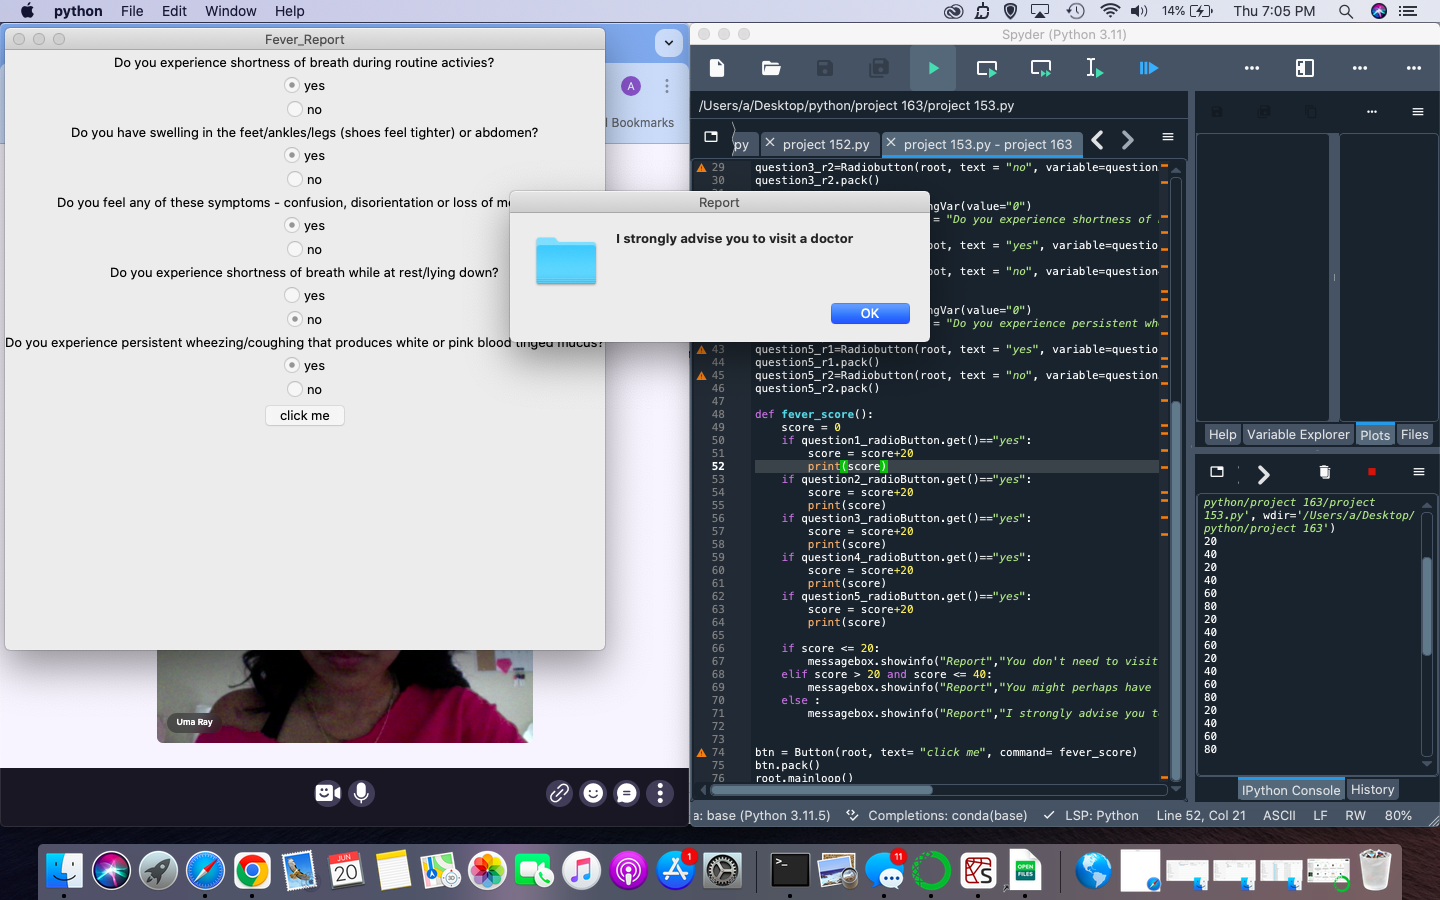 python File Edit Window Help
14% Thu 7:05 PM
Fever_Report
Do you experience shortness of breath during routine activies?
yes
no
Do you have swelling in the feet/ankles/legs (shoes feel tighter) or abdomen?
yes
no
Do you feel any of these symptoms - confusion, disorientation or loss of
yes
no
Do you experience shortness of breath while at rest/lying down?
yes
no
Do you experience persistent wheezing/coughing that produces white or pink blood tinged mucus?
yes
no
click me
A
Bookmarks
Uma Ray
Report
I strongly advise you to visit a doctor
OK
Spyder (Python 3.11)
/Users/a/Desktop/python/project 163/project 153.py
py project 152.py project 153.py - project 163
29 question3_r2=Radiobutton(root, text = "no", variable=question
30 question3_r2.pack()
ngVar(value="0")
= "Do you experience shortness of
oot, text = "yes", variable=questio
oot, text = "no", variable=question
ngVar(value="0")
= "Do you experience persistent whe
43 question5_r1=Radiobutton(root, text = "yes", variable=questio
44 question5_r1.pack()
45 question5_r2=Radiobutton(root, text = "no", variable=question
46 question5_r2.pack()
47
48 def fever_score():
49 score = 0
50 if question1_radioButton.get()=="yes":
51 score = score+20
52 print(score)
53 if question2_radioButton.get()=="yes":
54 score = score+20
55 print(score)
56 if question3_radioButton.get()=="yes":
57 score = score+20
58 print(score)
59 if question4_radioButton.get()=="yes":
60 score = score+20
61 print(score)
62 if question5_radioButton.get()=="yes":
63 score = score+20
64 print(score)
65
66 if score <= 20:
67 messagebox.showinfo("Report","You don't need to visit
68 elif score > 20 and score <= 40:
69 messagebox.showinfo("Report","You might perhaps have
70 else :
71 messagebox.showinfo("Report","I strongly advise you t
72
73
74 btn = Button(root, text= "click me", command= fever_score)
75 btn.pack()
76 root.mainloop()
Help Variable Explorer Plots Files
python/project 163/project
153.py', wdir='/Users/a/Desktop/
python/project 163')
20
40
20
40
60
80
20
40
60
20
40
60
80
20
40
60
80
IPython Console History
a: base (Python 3.11.5) Completions: conda(base) LSP: Python Line 52, Col 21 ASCII LF RW 80%
JUN
20
1
11
OPEN
FILES